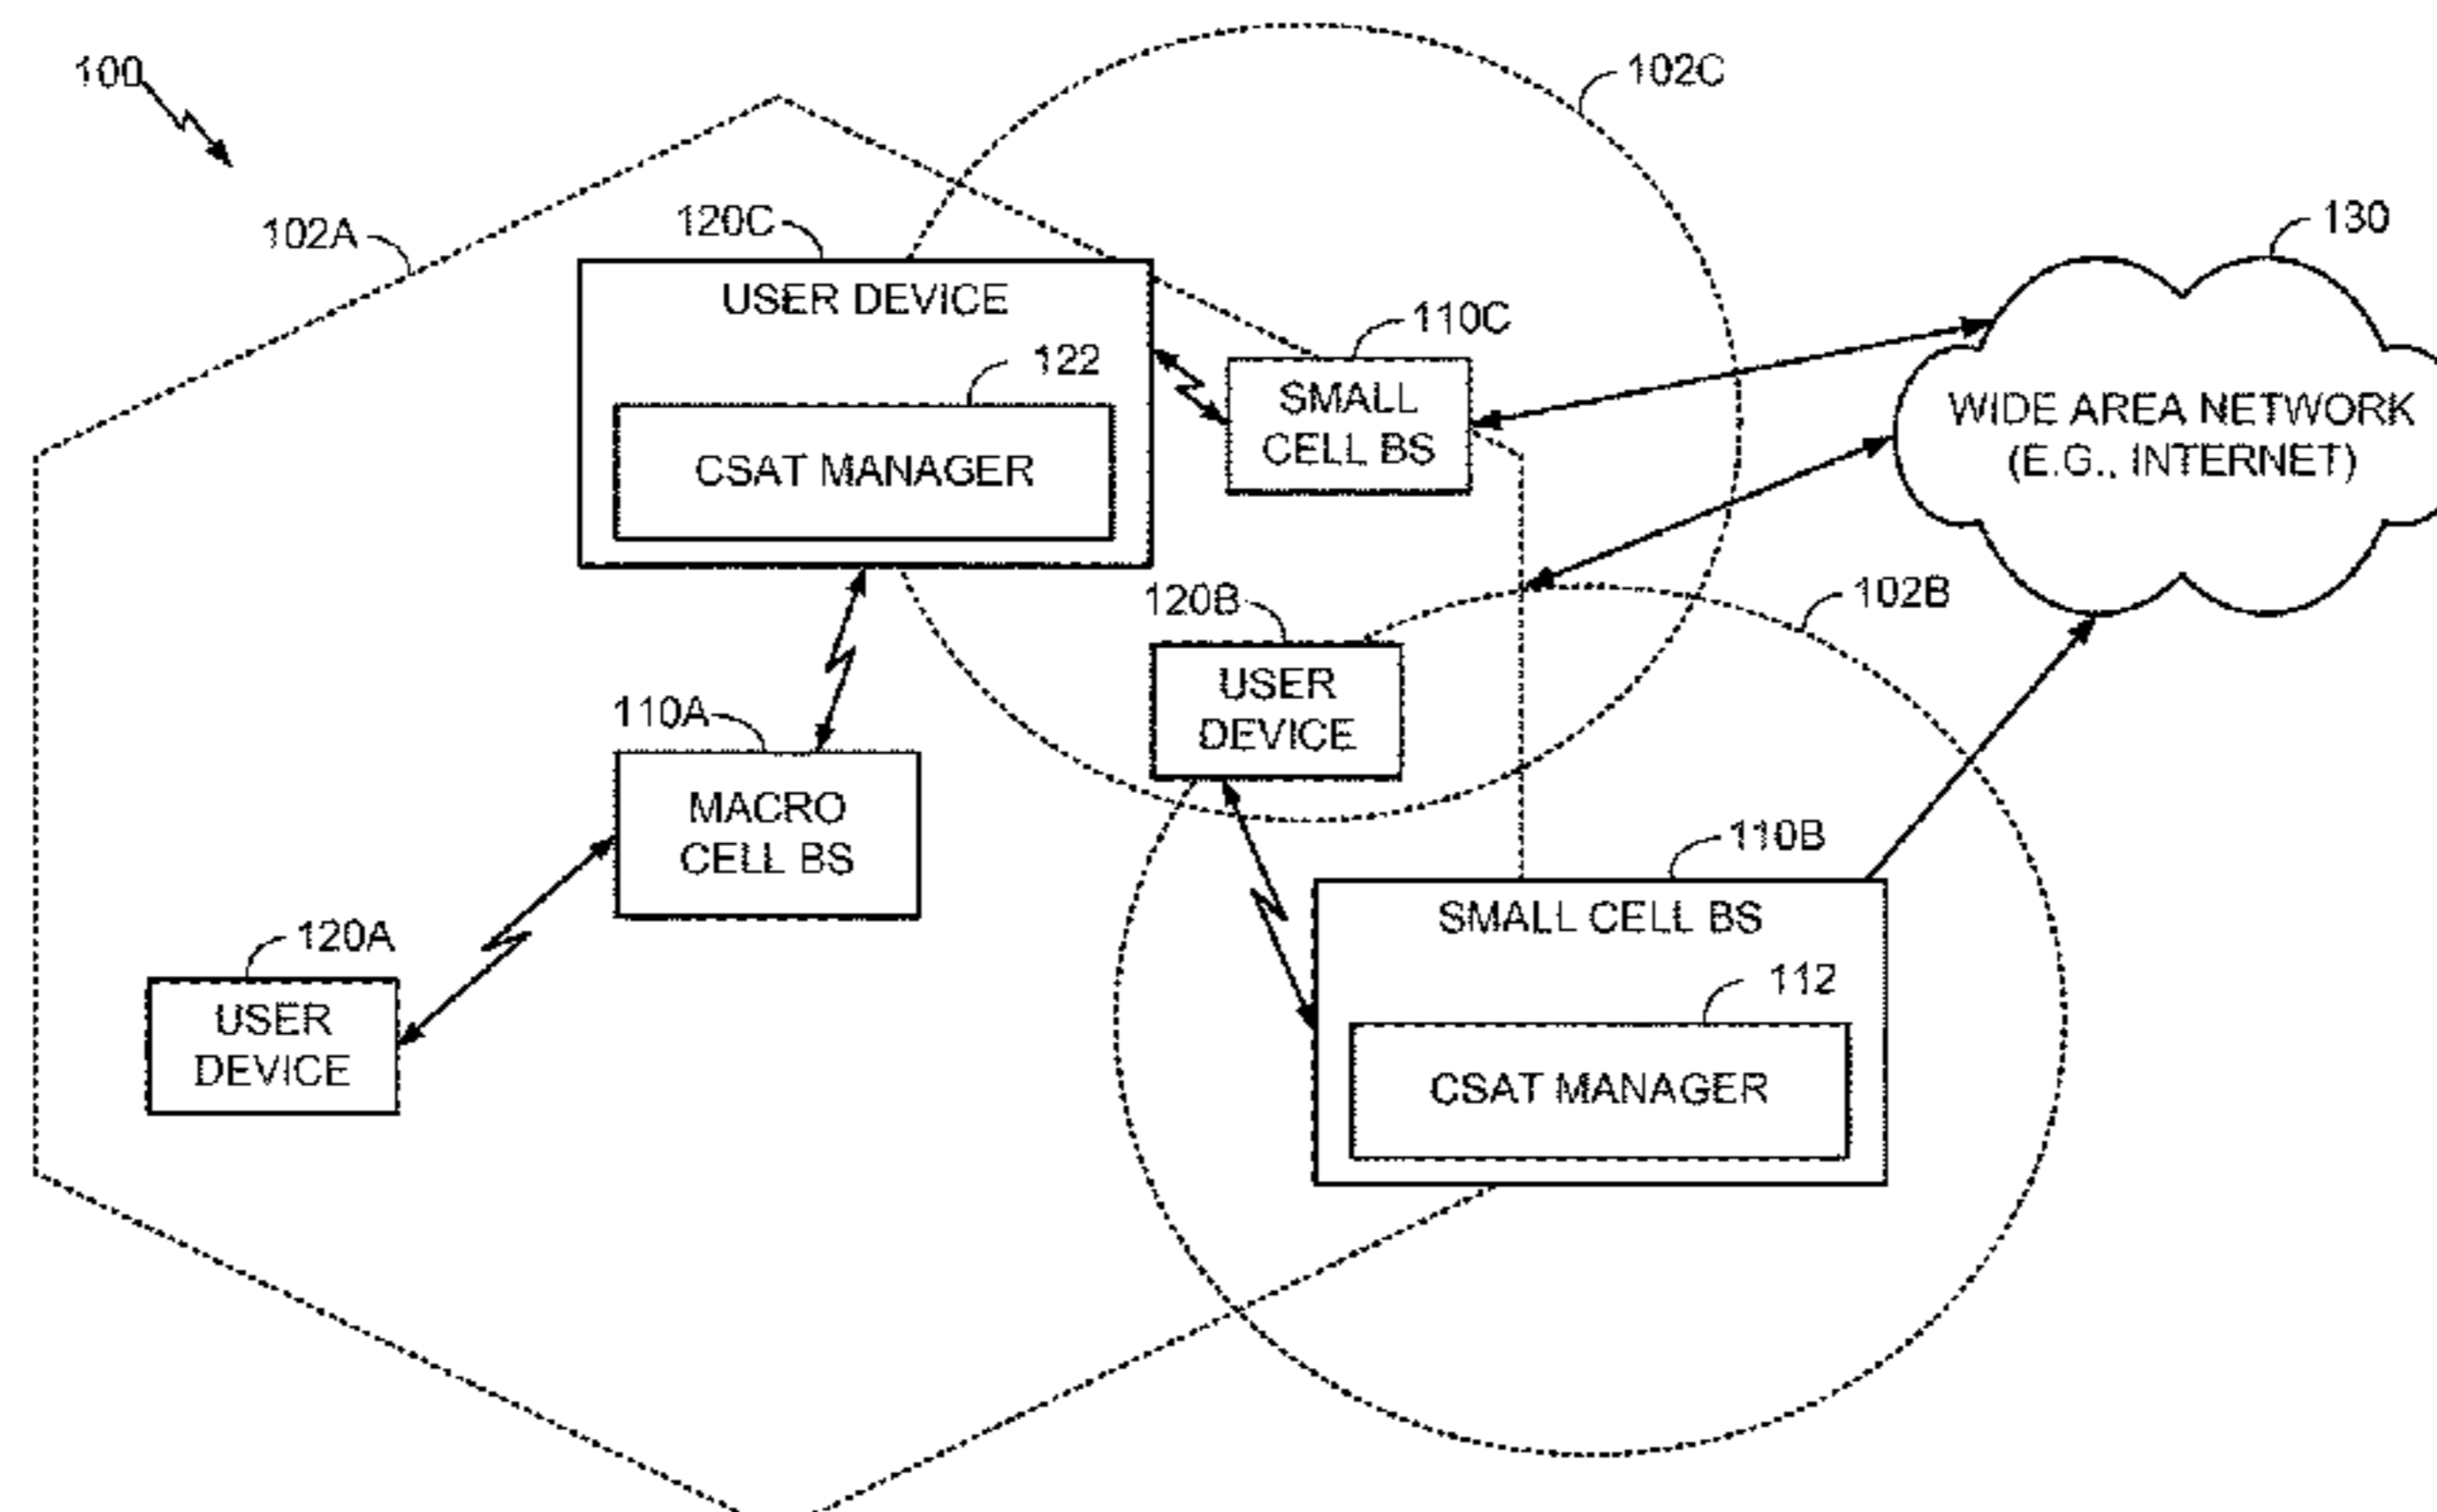 100
102C
102A
120C
130
USER DEVICE
110C
122
SMALL
CELL BS
CSAT MANAGER
WIDE AREA NETWORK
(E.G., INTERNET)
120B
102B
USER
DEVICE
110A
MACRO
CELL BS
110B
SMALL CELL BS
120A
112
USER
DEVICE
CSAT MANAGER